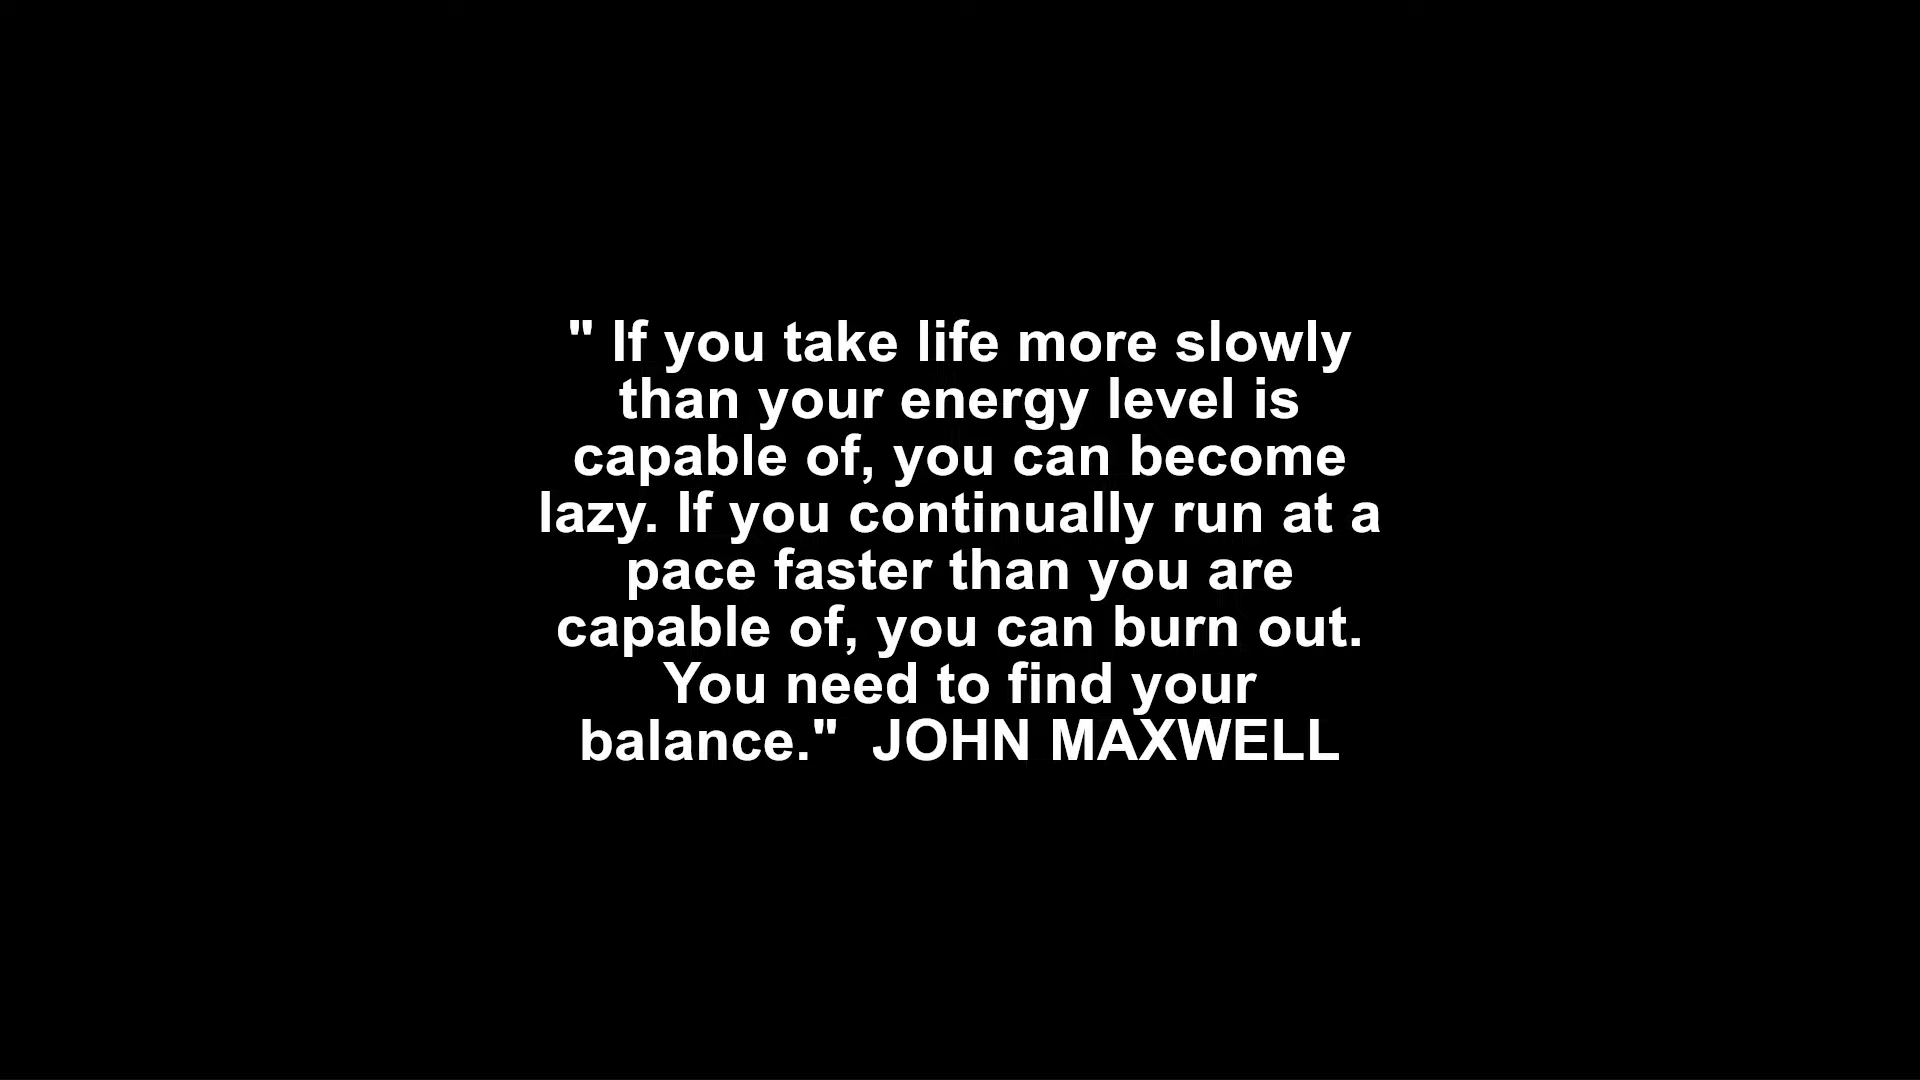 " If you take life more slowly
than your energy level is
capable of, you can become
lazy. If you continually run at a
pace faster than you are
capable of, you can burn out.
You need to find your
balance."  JOHN MAXWELL